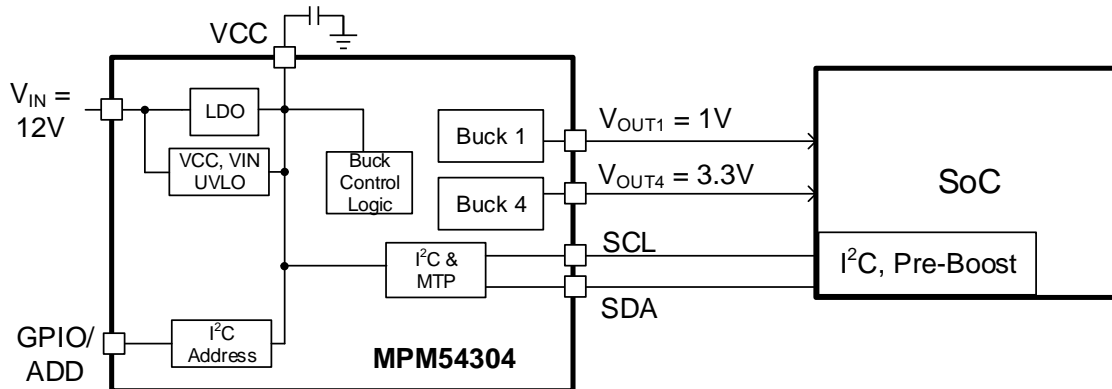 VCC
V_IN =
12V
LDO
VCC, VIN
UVLO
Buck
Control
Logic
Buck 1
Buck 4
V_OUT1 = 1V
V_OUT4 = 3.3V
SoC
I²C &
MTP
SCL
SDA
I²C, Pre-Boost
GPIO/
ADD
I²C
Address
MPM54304